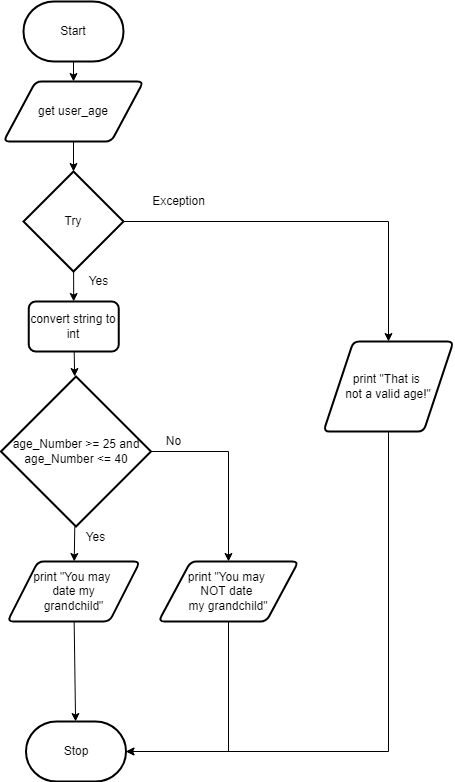 Start
get user_age
Exception
Try
Yes
convert string to
int
print "That is
not a valid age!"
age_Number >= 25 and
age_Number <= 40
No
Yes
print "You may
date my
grandchild"
print "You may
NOT date
my grandchild"
Stop